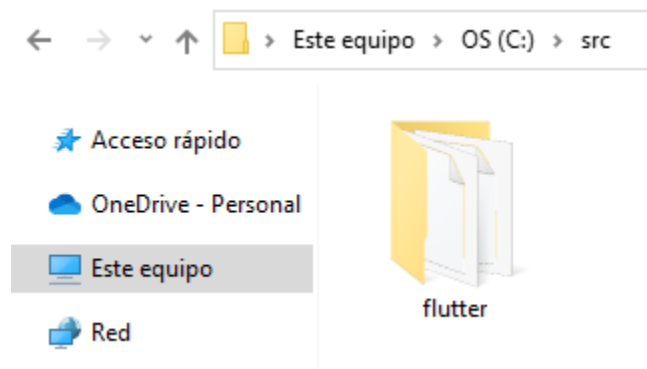 Este equipo > OS (C:) > src
Acceso rápido
OneDrive - Personal
Este equipo
Red
flutter